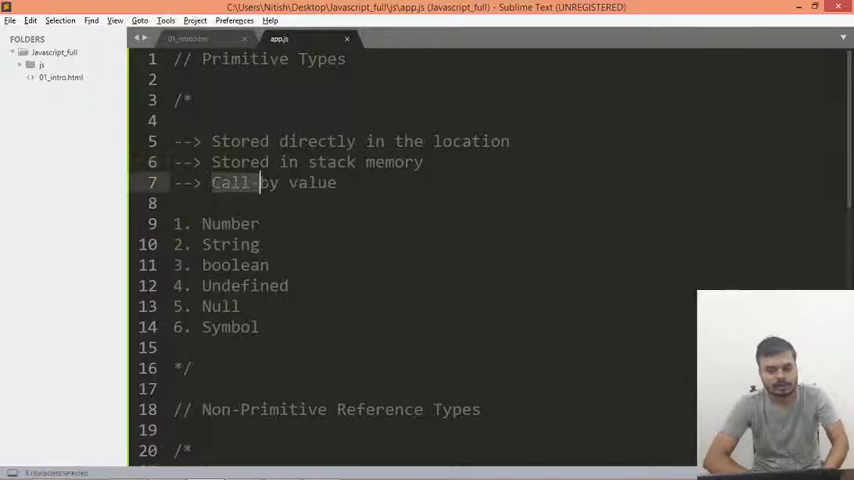 C:\Users\Nitish\Desktop\Javascript_full\js\app.js (Javascript_full) - Sublime Text (UNREGISTERED)
File Edit Selection Find View Goto Tools Project Preferences Help
FOLDERS
Javascript_full
js
01_intro.html
01_intro.html
app.js
1 // Primitive Types
2
3 /*
4
5 --> Stored directly in the location
6 --> Stored in stack memory
7 --> Call by value
8
9 1. Number
10 2. String
11 3. boolean
12 4. Undefined
13 5. Null
14 6. Symbol
15
16 */
17
18 // Non-Primitive Reference Types
19
20 /*
characters selected